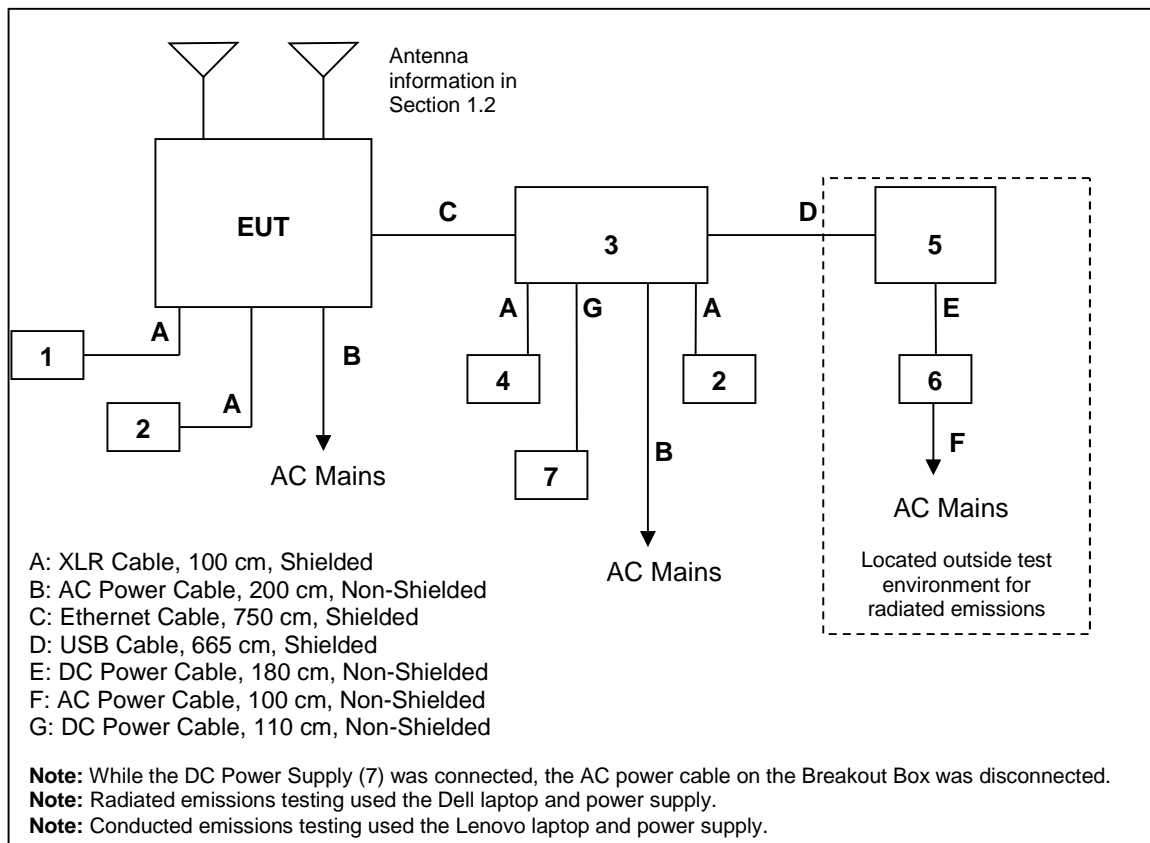 Antenna
information in
Section 1.2
EUT
C
3
D
5
A
G
A
E
1
A
B
4
2
6
2
A
7
B
F
AC Mains
AC Mains
AC Mains
Located outside test
environment for
radiated emissions
A: XLR Cable, 100 cm, Shielded
B: AC Power Cable, 200 cm, Non-Shielded
C: Ethernet Cable, 750 cm, Shielded
D: USB Cable, 665 cm, Shielded
E: DC Power Cable, 180 cm, Non-Shielded
F: AC Power Cable, 100 cm, Non-Shielded
G: DC Power Cable, 110 cm, Non-Shielded
Note: While the DC Power Supply (7) was connected, the AC power cable on the Breakout Box was disconnected.
Note: Radiated emissions testing used the Dell laptop and power supply.
Note: Conducted emissions testing used the Lenovo laptop and power supply.